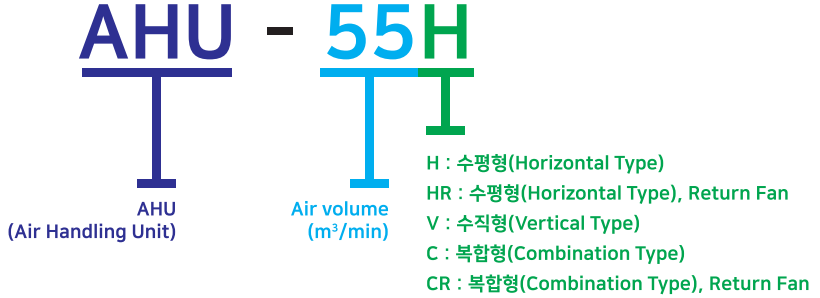 AHU - 55H
H : 수평형(Horizontal Type)
HR : 수평형(Horizontal Type), Return Fan
AHU
(Air Handling Unit)
Air volume
(m³/min)
V : 수직형(Vertical Type)
C : 복합형(Combination Type)
CR : 복합형(Combination Type), Return Fan